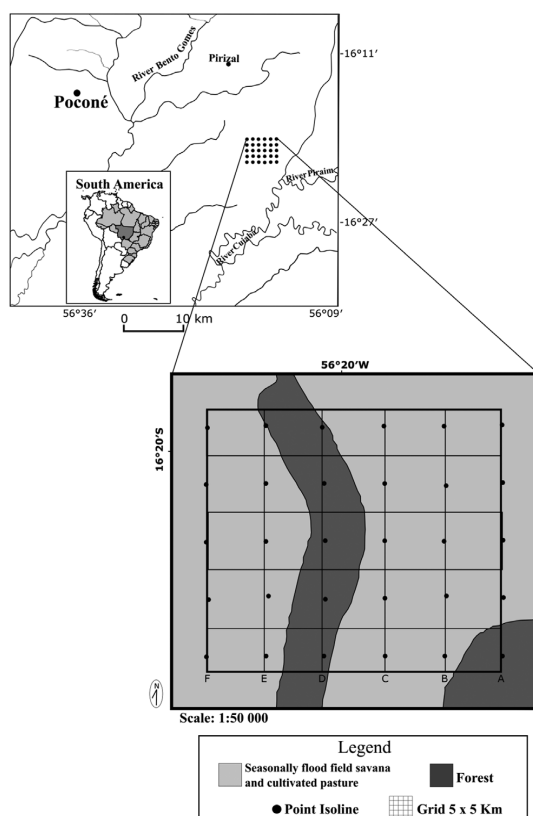 River Bento Gomes
Pirizal
16°11′
Poconé
South America
River Piraim
16°27′
River Cuiabá
56°36′
56°09′
0 10 km
56°20′W
16°20′S
F E D C B A
N
Scale: 1:50 000
Legend
Seasonally flood field savana
and cultivated pasture
Forest
Point Isoline
Grid 5 x 5 Km